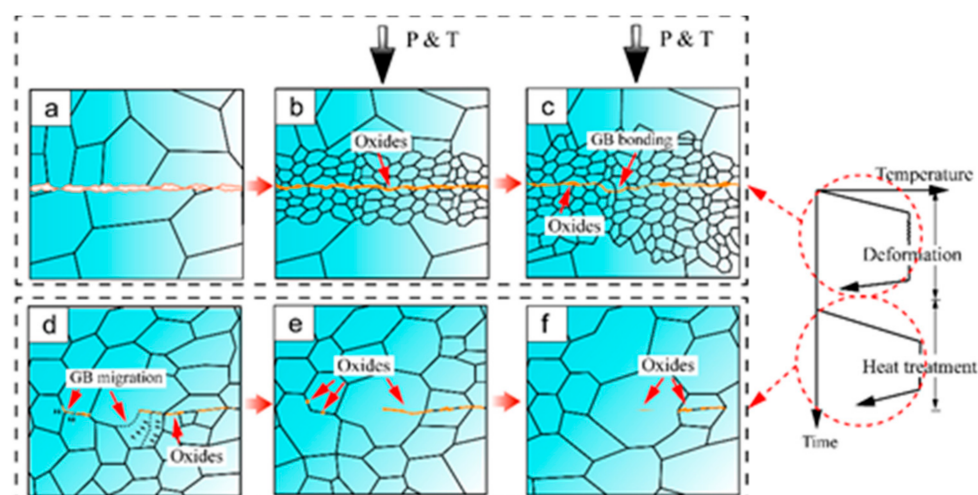 P & T
P & T
a
b
c
Oxides
GB bonding
Oxides
Temperature
Deformation
d
e
f
GB migration
Oxides
Oxides
Oxides
Heat treatment
Time